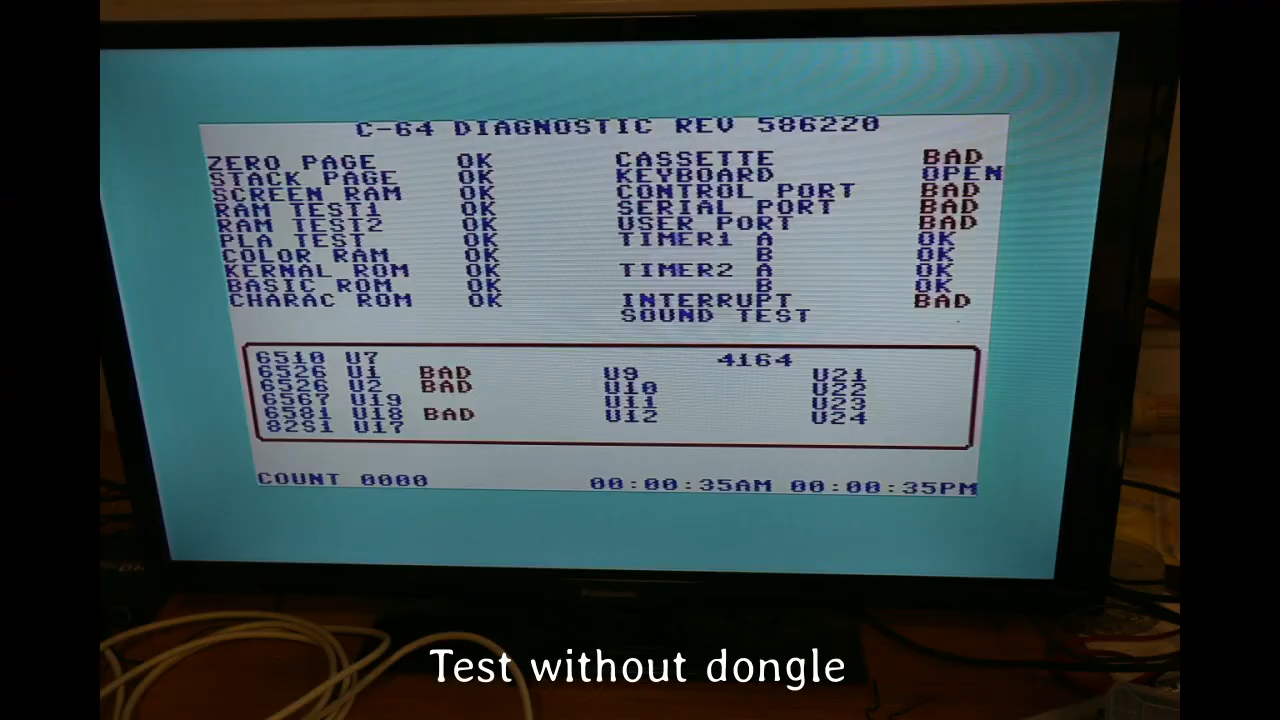 C-64 DIAGNOSTIC REV 586220
ZERO PAGE OK CASSETTE BAD
STACK PAGE OK KEYBOARD OPEN
SCREEN RAM OK CONTROL PORT BAD
RAM TEST1 OK SERIAL PORT BAD
RAM TEST2 OK USER PORT BAD
PLA TEST OK TIMER1 A OK
COLOR RAM OK B OK
KERNAL ROM OK TIMER2 A OK
BASIC ROM OK B OK
CHARAC ROM OK INTERRUPT BAD
SOUND TEST
6510 U7 4164
6526 U1 BAD U9 U21
6526 U2 BAD U10 U22
6567 U19 U11 U23
6581 U18 BAD U12 U24
82S1 U17
COUNT 0000 00:00:35AM 00:00:35PM
Test without dongle